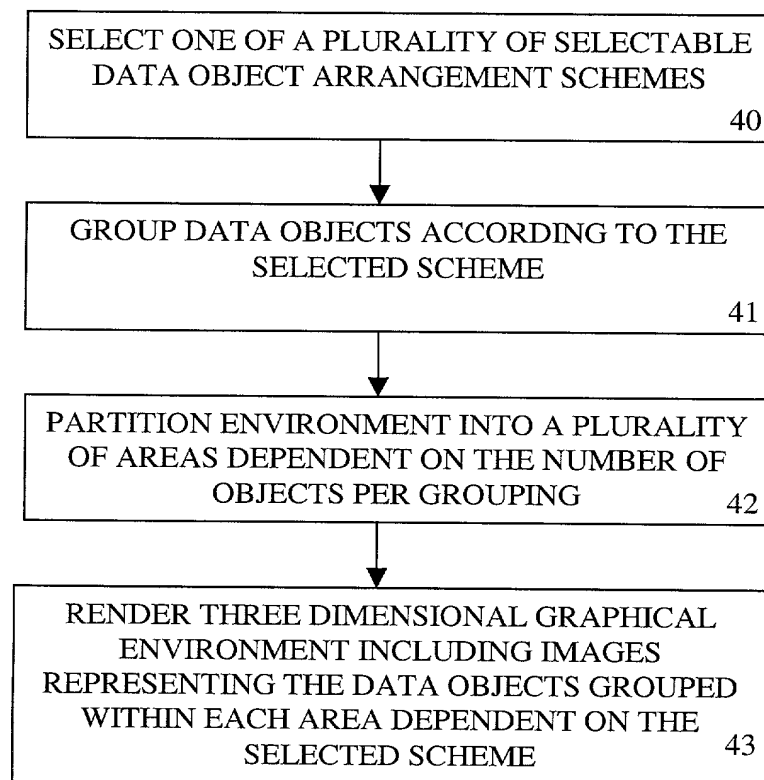 SELECT ONE OF A PLURALITY OF SELECTABLE
DATA OBJECT ARRANGEMENT SCHEMES
40
GROUP DATA OBJECTS ACCORDING TO THE
SELECTED SCHEME
41
PARTITION ENVIRONMENT INTO A PLURALITY
OF AREAS DEPENDENT ON THE NUMBER OF
OBJECTS PER GROUPING
42
RENDER THREE DIMENSIONAL GRAPHICAL
ENVIRONMENT INCLUDING IMAGES
REPRESENTING THE DATA OBJECTS GROUPED
WITHIN EACH AREA DEPENDENT ON THE
SELECTED SCHEME
43